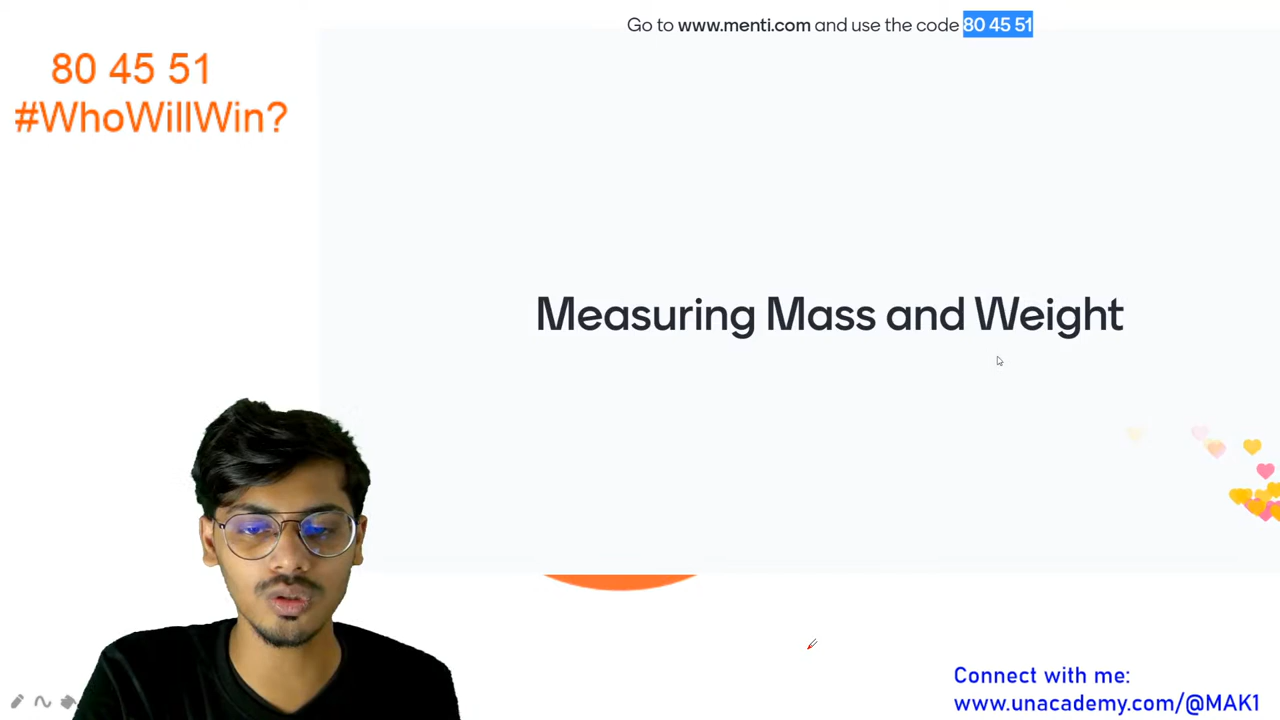 Go to www.menti.com and use the code 80 45 51
80 45 51
#WhoWillWin?
Measuring Mass and Weight
Connect with me:
www.unacademy.com/@MAK1